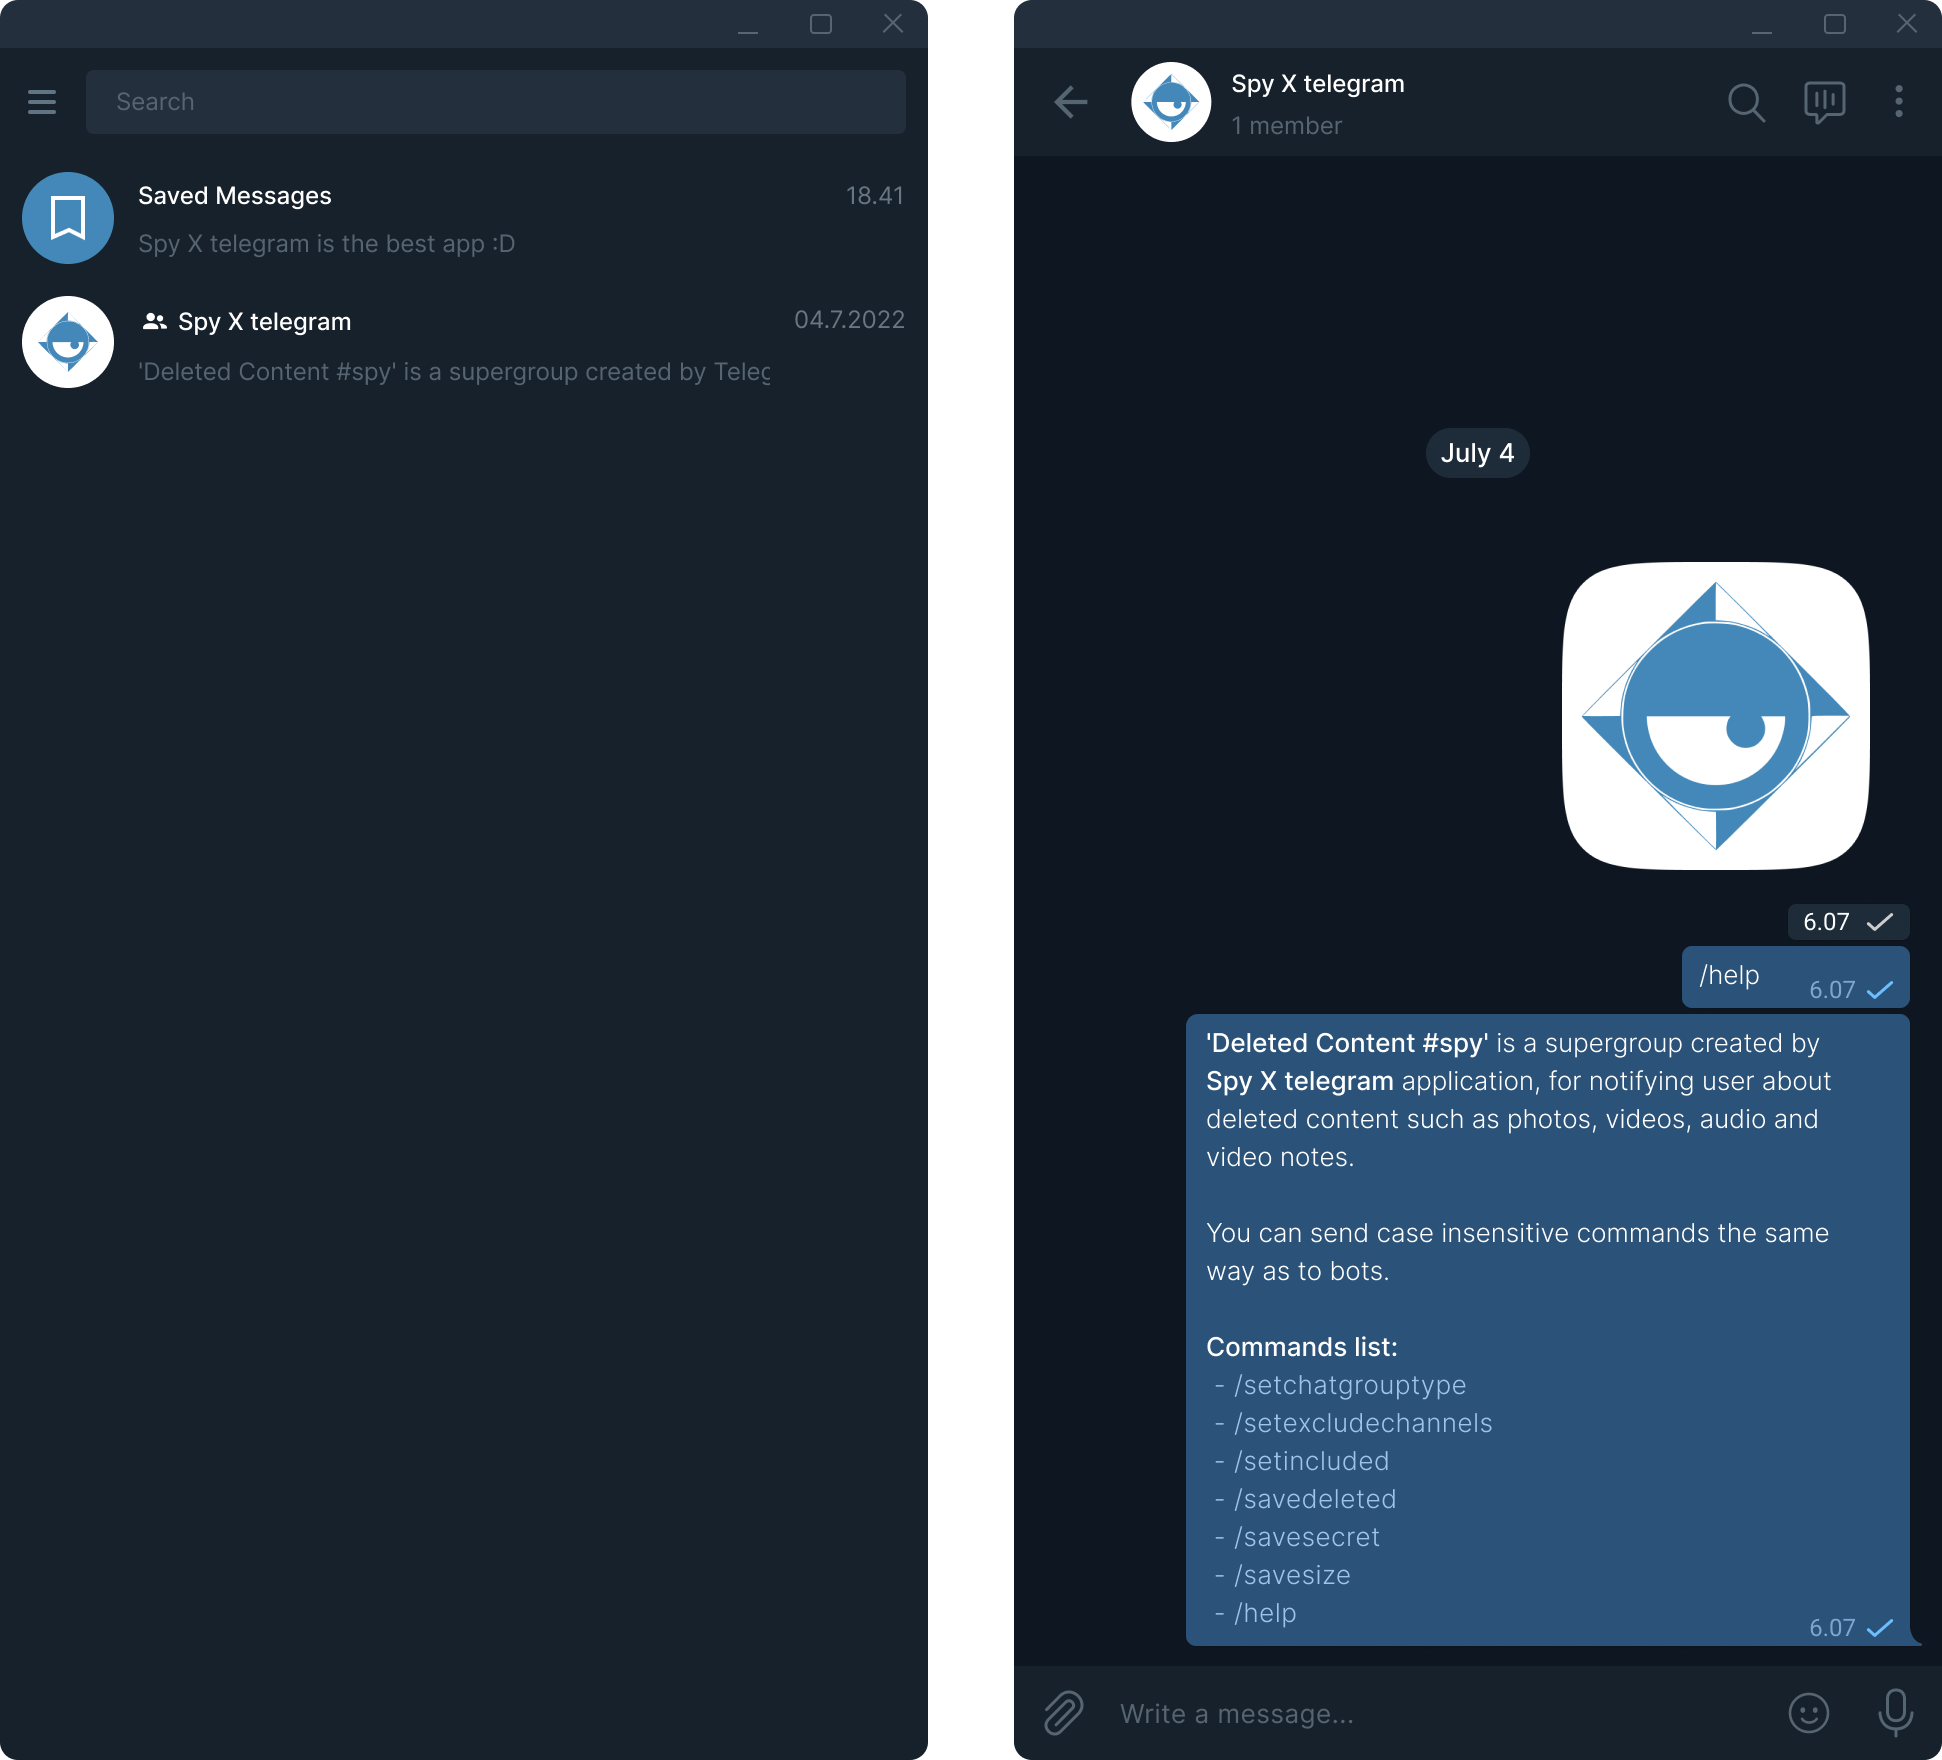 Search
Saved Messages
18.41
Spy X telegram is the best app :D
Spy X telegram
04.7.2022
'Deleted Content #spy' is a supergroup created by Teleg
Spy X telegram
1 member
July 4
6.07
/help
6.07
'Deleted Content #spy' is a supergroup created by
Spy X telegram application, for notifying user about
deleted content such as photos, videos, audio and
video notes.
You can send case insensitive commands the same
way as to bots.
Commands list:
- /setchatgrouptype
- /setexcludechannels
- /setincluded
- /savedeleted
- /savesecret
- /savesize
- /help
6.07
Write a message...